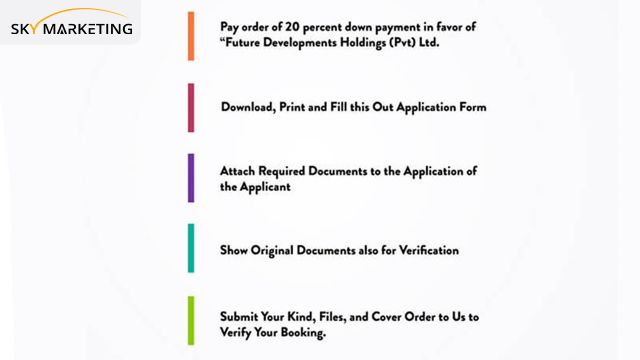 SKY MARKETING
Pay order of 20 percent down payment in favor of
“Future Developments Holdings (Pvt) Ltd.
Download, Print and Fill this Out Application Form
Attach Required Documents to the Application of
the Applicant
Show Original Documents also for Verification
Submit Your Kind, Files, and Cover Order to Us to
Verify Your Booking.